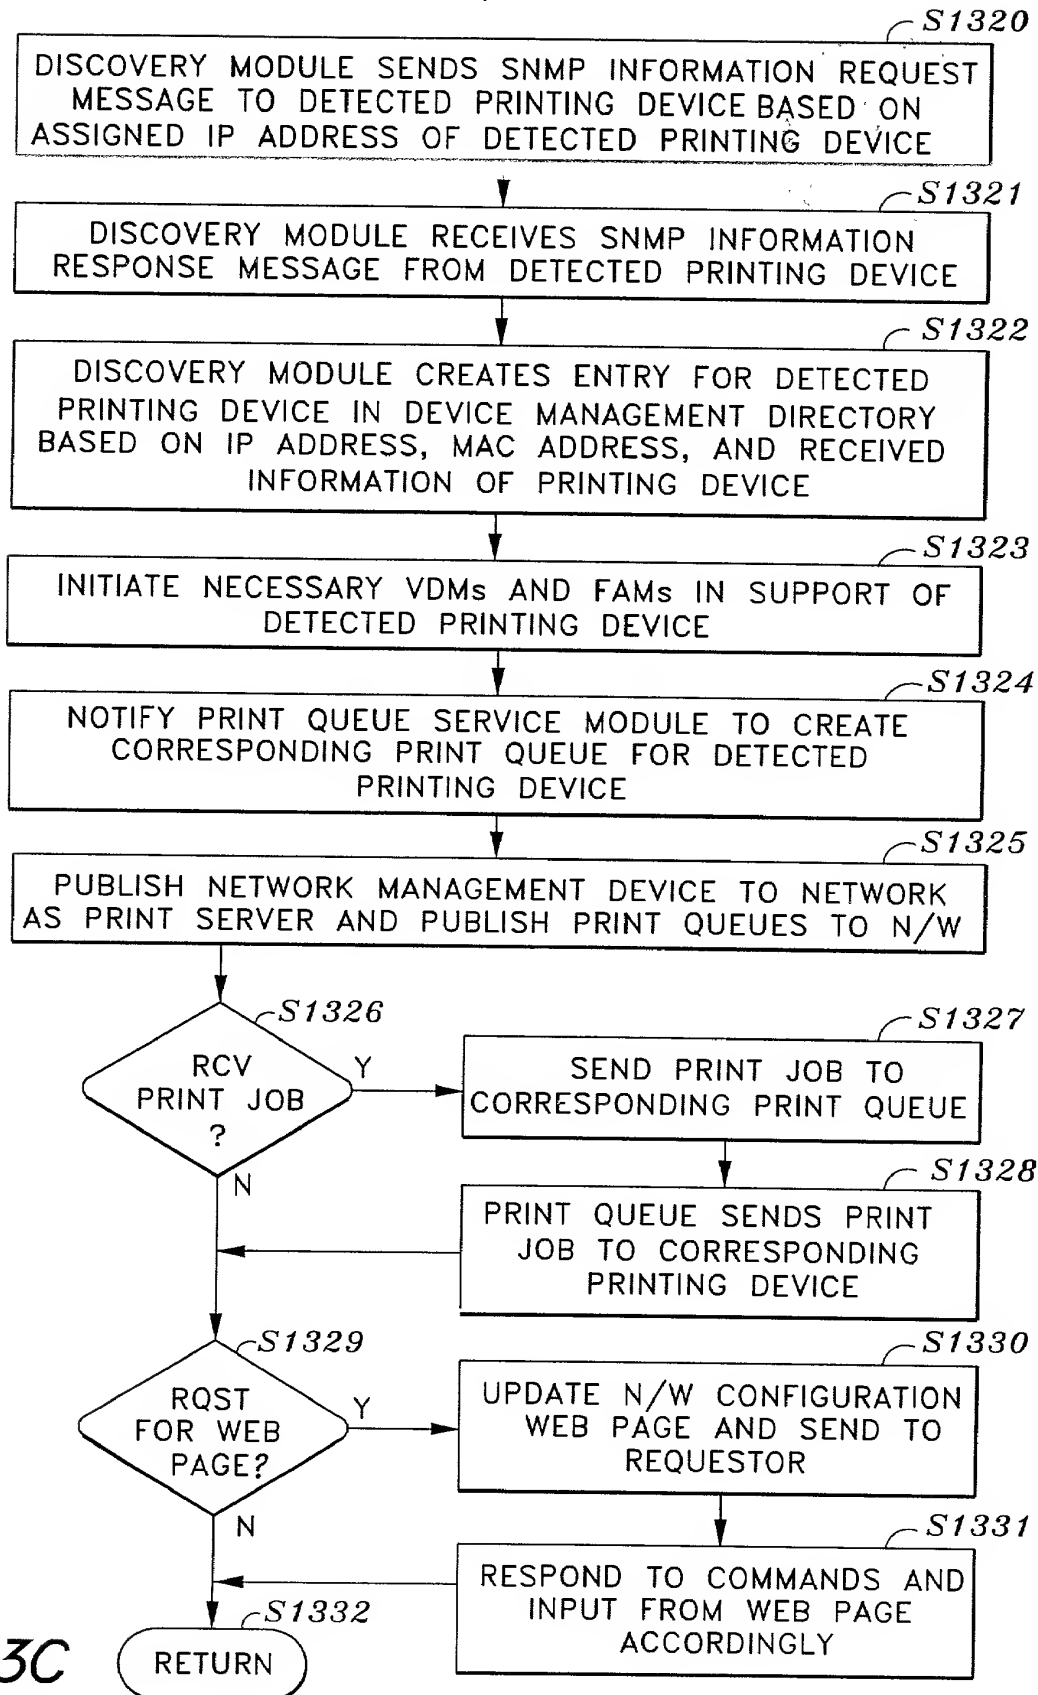 S1320
DISCOVERY MODULE SENDS SNMP INFORMATION REQUEST
MESSAGE TO DETECTED PRINTING DEVICE BASED ON
ASSIGNED IP ADDRESS OF DETECTED PRINTING DEVICE
S1321
DISCOVERY MODULE RECEIVES SNMP INFORMATION
RESPONSE MESSAGE FROM DETECTED PRINTING DEVICE
S1322
DISCOVERY MODULE CREATES ENTRY FOR DETECTED
PRINTING DEVICE IN DEVICE MANAGEMENT DIRECTORY
BASED ON IP ADDRESS, MAC ADDRESS, AND RECEIVED
INFORMATION OF PRINTING DEVICE
S1323
INITIATE NECESSARY VDMs AND FAMs IN SUPPORT OF
DETECTED PRINTING DEVICE
S1324
NOTIFY PRINT QUEUE SERVICE MODULE TO CREATE
CORRESPONDING PRINT QUEUE FOR DETECTED
PRINTING DEVICE
S1325
PUBLISH NETWORK MANAGEMENT DEVICE TO NETWORK
AS PRINT SERVER AND PUBLISH PRINT QUEUES TO N/W
S1326
RCV
PRINT JOB
?
Y
N
S1327
SEND PRINT JOB TO
CORRESPONDING PRINT QUEUE
S1328
PRINT QUEUE SENDS PRINT
JOB TO CORRESPONDING
PRINTING DEVICE
S1329
RQST
FOR WEB
PAGE?
Y
N
S1330
UPDATE N/W CONFIGURATION
WEB PAGE AND SEND TO
REQUESTOR
S1331
RESPOND TO COMMANDS AND
INPUT FROM WEB PAGE
ACCORDINGLY
S1332
RETURN
3C